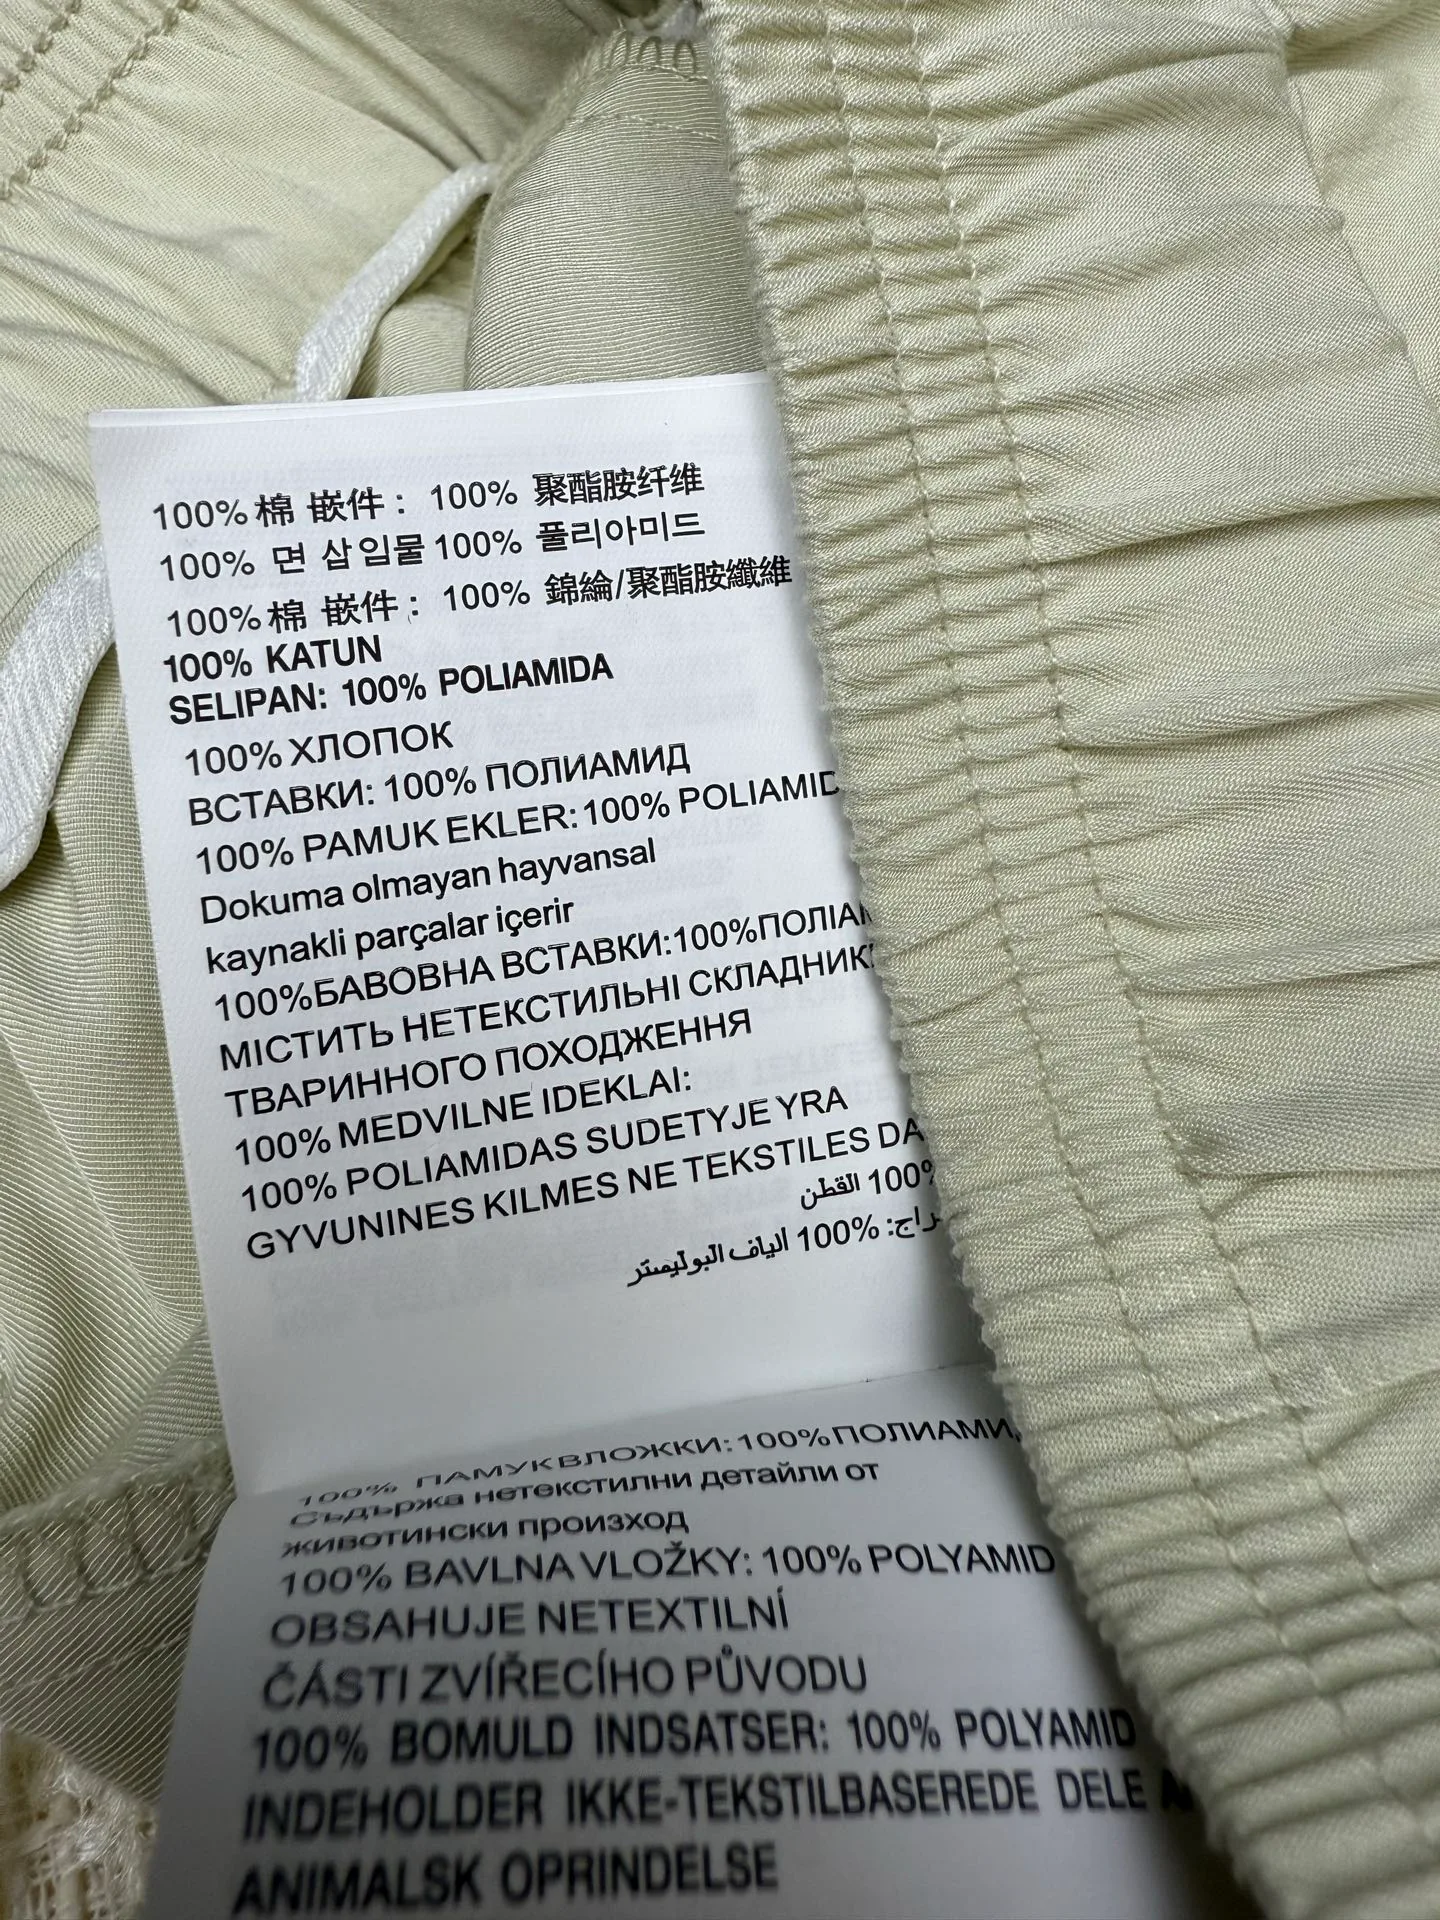 100% 棉 嵌件： 100% 聚酯胺纤维
100% 면 삽입물 100% 폴리아미드
100% 棉 嵌件： 100% 錦綸/聚酯胺纖維
100% KATUN
SELIPAN: 100% POLIAMIDA
100% ХЛОПОК
ВСТАВКИ: 100% ПОЛИАМИД
100% PAMUK EKLER: 100% POLIAMID
Dokuma olmayan hayvansal
kaynakli parçalar içerir
100%БАВОВНА ВСТАВКИ:100%
МІСТИТЬ НЕТЕКСТИЛЬНІ
ТВАРИННОГО ПОХОДЖЕННЯ
100% MEDVILNE IDEKLAI:
100% POLIAMIDAS SUDETYJE YRA
GYVUNINES KILMES NE TEKSTILES
100% القطن
100% الياف البوليمتر
100% ПАМУК ВЛОЖКИ: 100%
Съдържа нетекстилни детайли от
животински произход
100% BAVLNA VLOŽKY: 100% POLYAMID
OBSAHUJE NETEXTILNÍ
ČÁSTI ZVÍŘECÍHO PŮVODU
100% BOMULD INDSATSER: 100% POLYAMID
INDEHOLDER IKKE-TEKSTILBASEREDE DELE
ANIMALSK OPRINDELSE